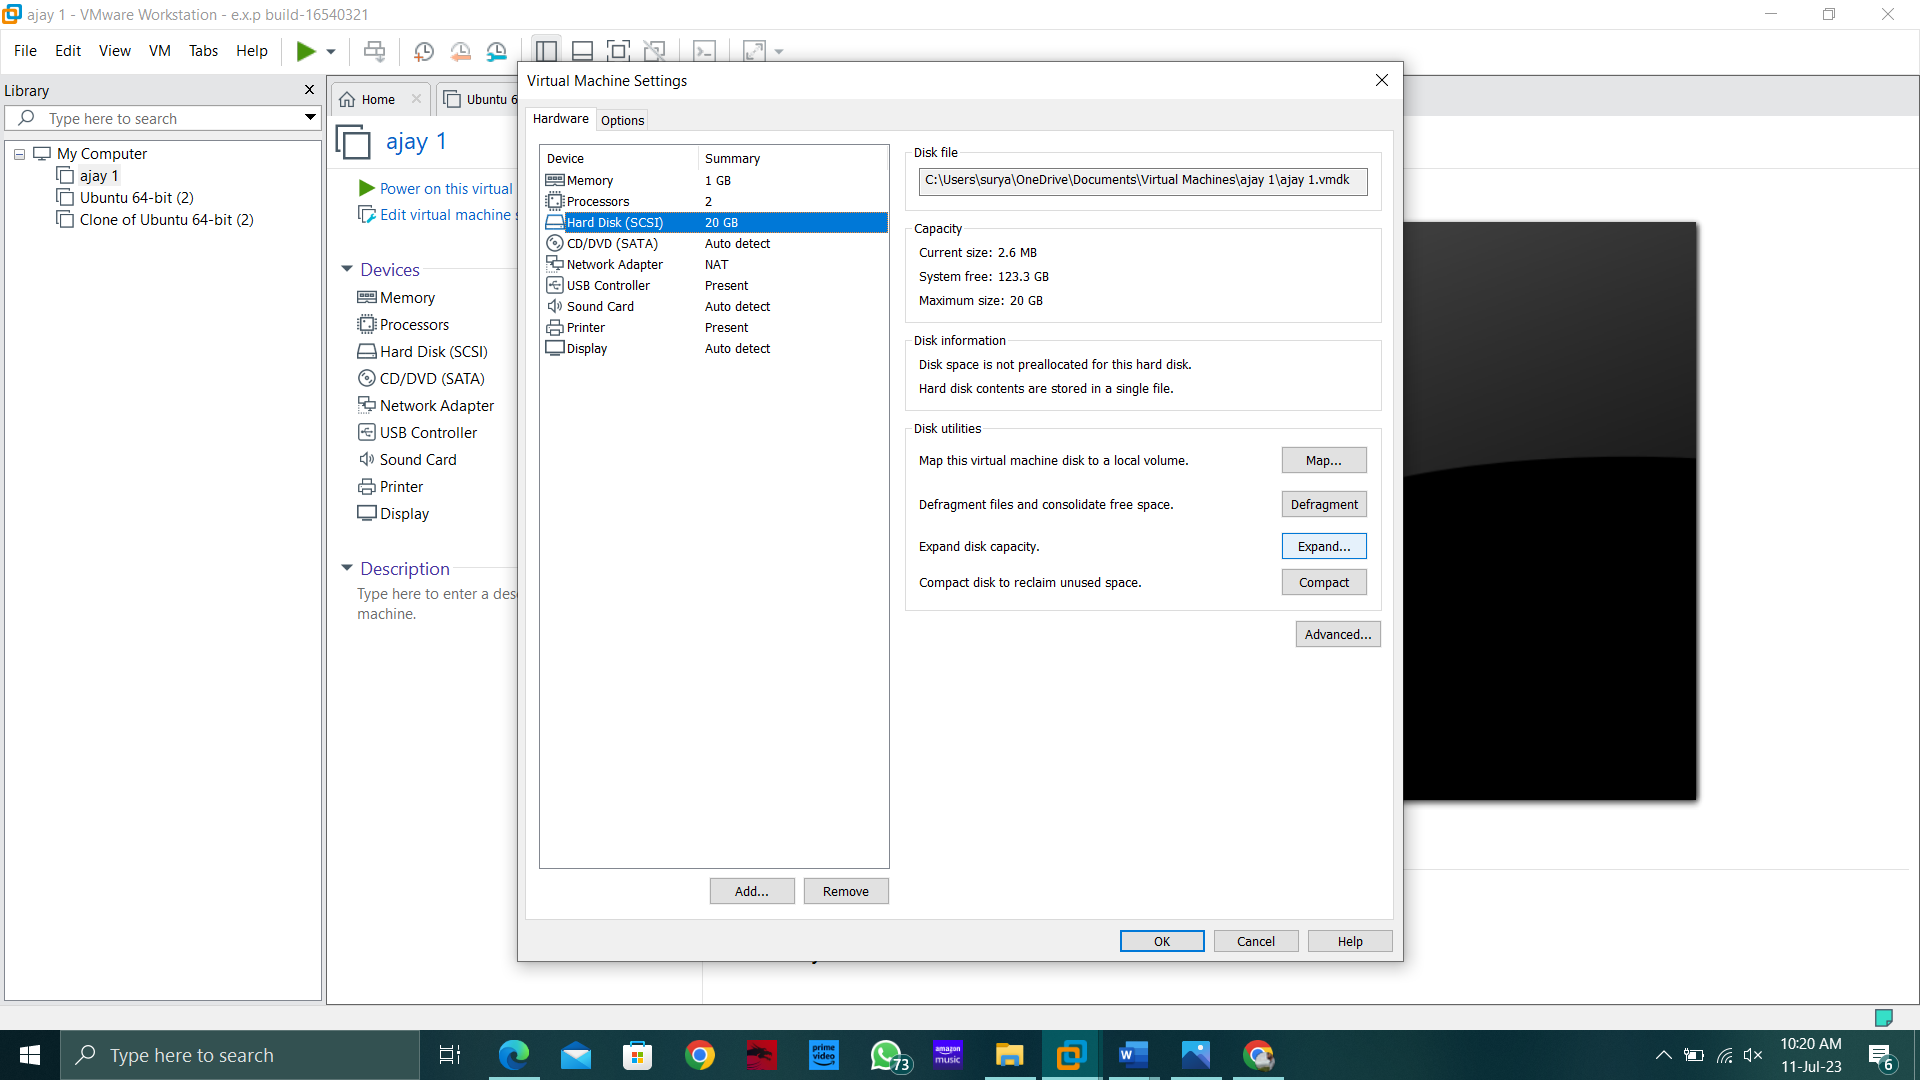 ajay 1 - VMware Workstation - e.x.p build-16540321
File Edit View VM Tabs Help
Library
Type here to search
My Computer
ajay 1
Ubuntu 64-bit (2)
Clone of Ubuntu 64-bit (2)
Home
Ubuntu 6
ajay 1
Power on this virtual
Edit virtual machine s
Devices
Memory
Processors
Hard Disk (SCSI)
CD/DVD (SATA)
Network Adapter
USB Controller
Sound Card
Printer
Display
Description
Type here to enter a des
machine.
Virtual Machine Settings
Hardware Options
Device Summary
Memory 1 GB
Processors 2
Hard Disk (SCSI) 20 GB
CD/DVD (SATA) Auto detect
Network Adapter NAT
USB Controller Present
Sound Card Auto detect
Printer Present
Display Auto detect
Add... Remove
Disk file
C:\Users\surya\OneDrive\Documents\Virtual Machines\ajay 1\ajay 1.vmdk
Capacity
Current size: 2.6 MB
System free: 123.3 GB
Maximum size: 20 GB
Disk information
Disk space is not preallocated for this hard disk.
Hard disk contents are stored in a single file.
Disk utilities
Map this virtual machine disk to a local volume. Map...
Defragment files and consolidate free space. Defragment
Expand disk capacity. Expand...
Compact disk to reclaim unused space. Compact
Advanced...
OK Cancel Help
Type here to search
prime video
73
amazon music
W
10:20 AM
11-Jul-23
6